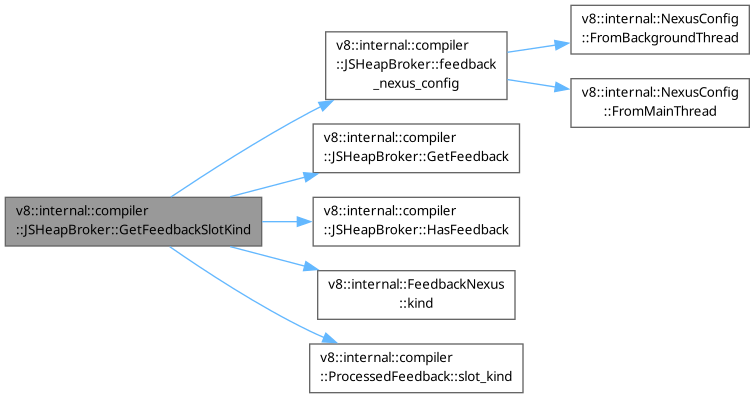 v8::internal::NexusConfig
::FromBackgroundThread
v8::internal::compiler
::JSHeapBroker::feedback
_nexus_config
v8::internal::NexusConfig
::FromMainThread
v8::internal::compiler
::JSHeapBroker::GetFeedback
v8::internal::compiler
::JSHeapBroker::GetFeedbackSlotKind
v8::internal::compiler
::JSHeapBroker::HasFeedback
v8::internal::FeedbackNexus
::kind
v8::internal::compiler
::ProcessedFeedback::slot_kind